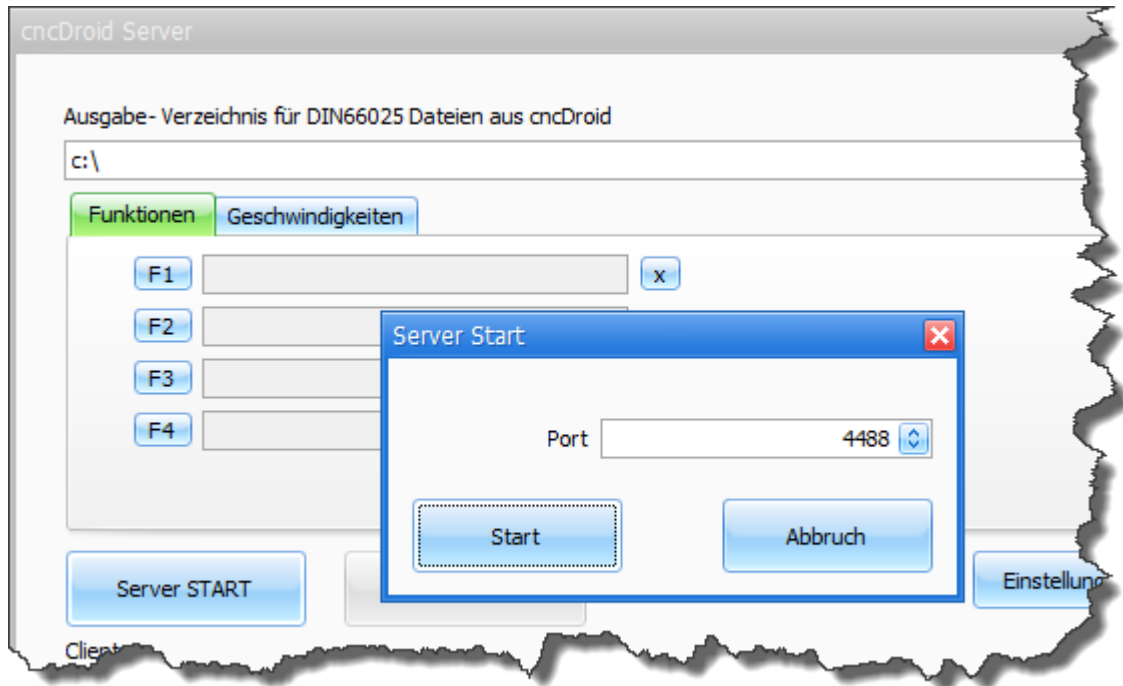 cncDroid Server
Ausgabe- Verzeichnis für DIN66025 Dateien aus cncDroid
c:\
Funktionen Geschwindigkeiten
F1 x
F2
Server Start
F3
F4
Port 4488
Start Abbruch
Server START